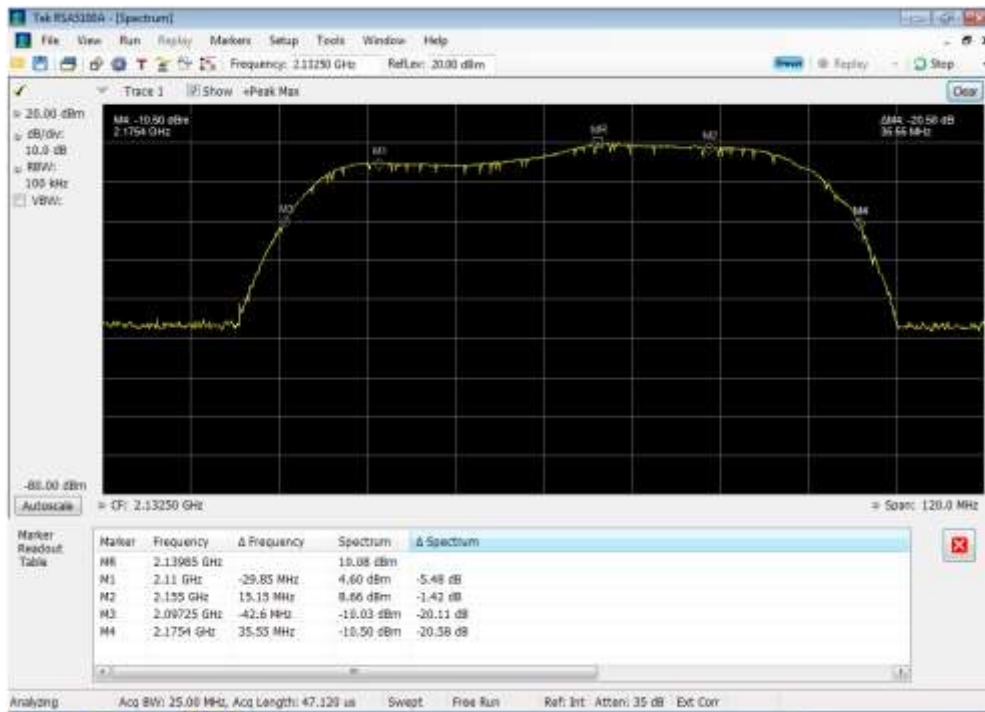 Tek RSA5100A - [Spectrum]
File View Run Replay Markers Setup Tools Window Help
Frequency: 2.13250 GHz RefLev: 20.00 dBm Preset Replay Stop
Trace 1 Show +Peak Max Clear
20.00 dBm
dB/div:
10.0 dB
RBW:
100 kHz
VBW:
-80.00 dBm
M4: -10.50 dBm
2.1754 GHz
ΔM4: -20.58 dB
35.55 MHz
M1
MR
M2
M3
M4
Autoscale CF: 2.13250 GHz Span: 120.0 MHz
Marker Readout Table
Marker Frequency Δ Frequency Spectrum Δ Spectrum
MR 2.13985 GHz 10.08 dBm
M1 2.11 GHz -29.85 MHz 4.60 dBm -5.48 dB
M2 2.155 GHz 15.15 MHz 8.66 dBm -1.42 dB
M3 2.09725 GHz -42.6 MHz -10.03 dBm -20.11 dB
M4 2.1754 GHz 35.55 MHz -10.50 dBm -20.58 dB
Analyzing Acq BW: 25.00 MHz, Acq Length: 47.120 us Swept Free Run Ref: Int Atten: 35 dB Ext Corr